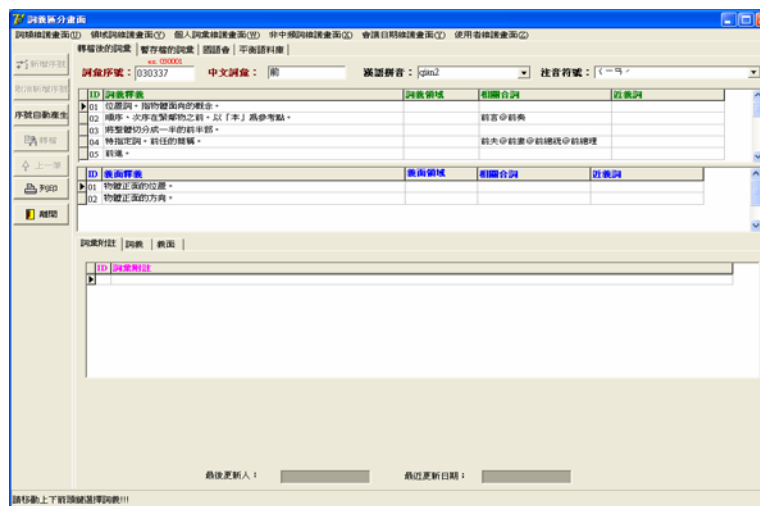 詞義區分畫面
詞類維護畫面(U) 領域詞維護畫面(Y) 個人詞彙維護畫面(W) 非中頻詞維護畫面(X) 會議日期維護畫面(Y) 使用者維護畫面(Z)
轉檔後的詞彙 暫存檔的詞彙 國語會 平衡語料庫
新增序號
取消新增序號
序號自動產生
轉檔
上一筆
列印
離開
ex. 030001
詞彙序號: 030337 中文詞彙: 前 漢語拼音: qian2 注音符號: ㄑㄧㄢˊ
ID 詞義釋義 詞義領域 相關合詞 近義詞
01 位置詞。指物體面向的概念。
02 順序、次序在緊鄰物之前。以「本」為參考點。 前言@前奏
03 將整體切分成一半的前半部。
04 特指定詞。前任的簡稱。 前夫@前妻@前總統@前總理
05 前進。
ID 義面釋義 義面領域 相關合詞 近義詞
01 物體正面的位置。
02 物體正面的方向。
詞彙附註 詞義 義面
ID 詞彙附註
最後更新人: 最近更新日期:
請移動上下箭頭鍵選擇詞義!!!